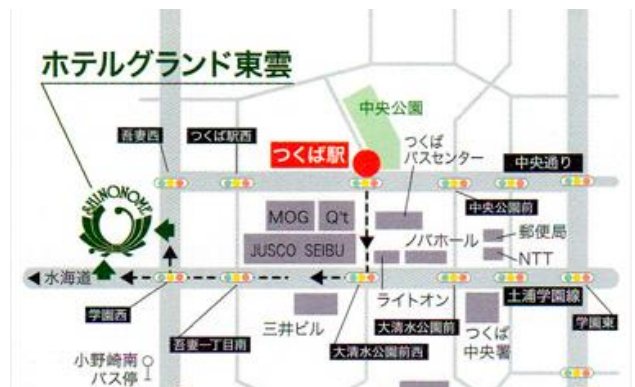 ホテルグランド東雲
中央公園
吾妻西
つくば駅西
つくば駅
つくば
バスセンター
中央通り
SHINONOME
MOG
Q't
中央公園前
JUSCO SEIBU
ノバホール
郵便局
NTT
水海道
学園西
ライトオン
土浦学園線
三井ビル
大清水公園前
学園東
吾妻一丁目南
大清水公園前西
つくば
中央署
小野崎南
バス停